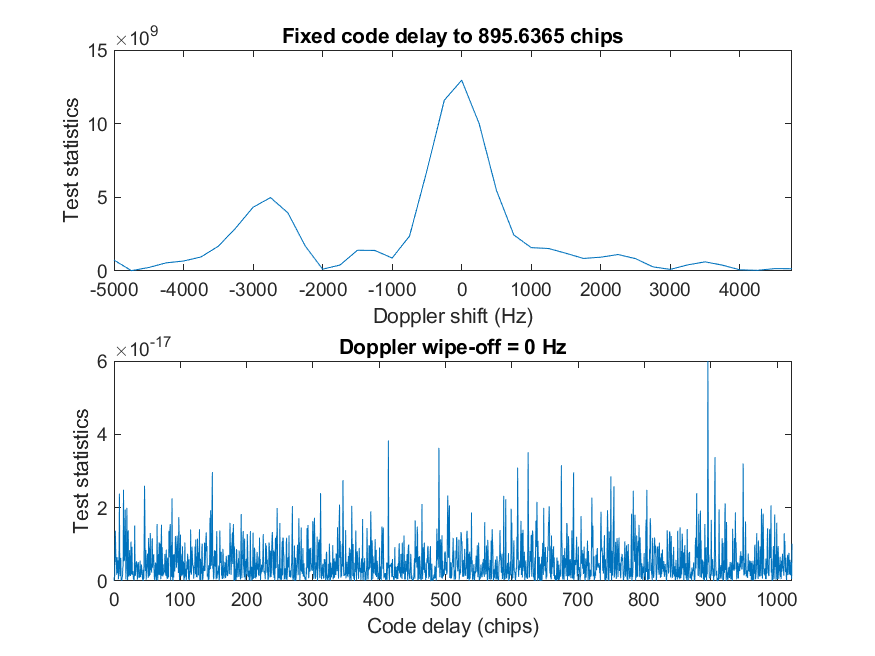 ×10^9
Fixed code delay to 895.6365 chips
15
10
5
0
Test statistics
-5000 -4000 -3000 -2000 -1000 0 1000 2000 3000 4000
Doppler shift (Hz)
×10^-17
Doppler wipe-off = 0 Hz
6
4
2
0
Test statistics
0 100 200 300 400 500 600 700 800 900 1000
Code delay (chips)